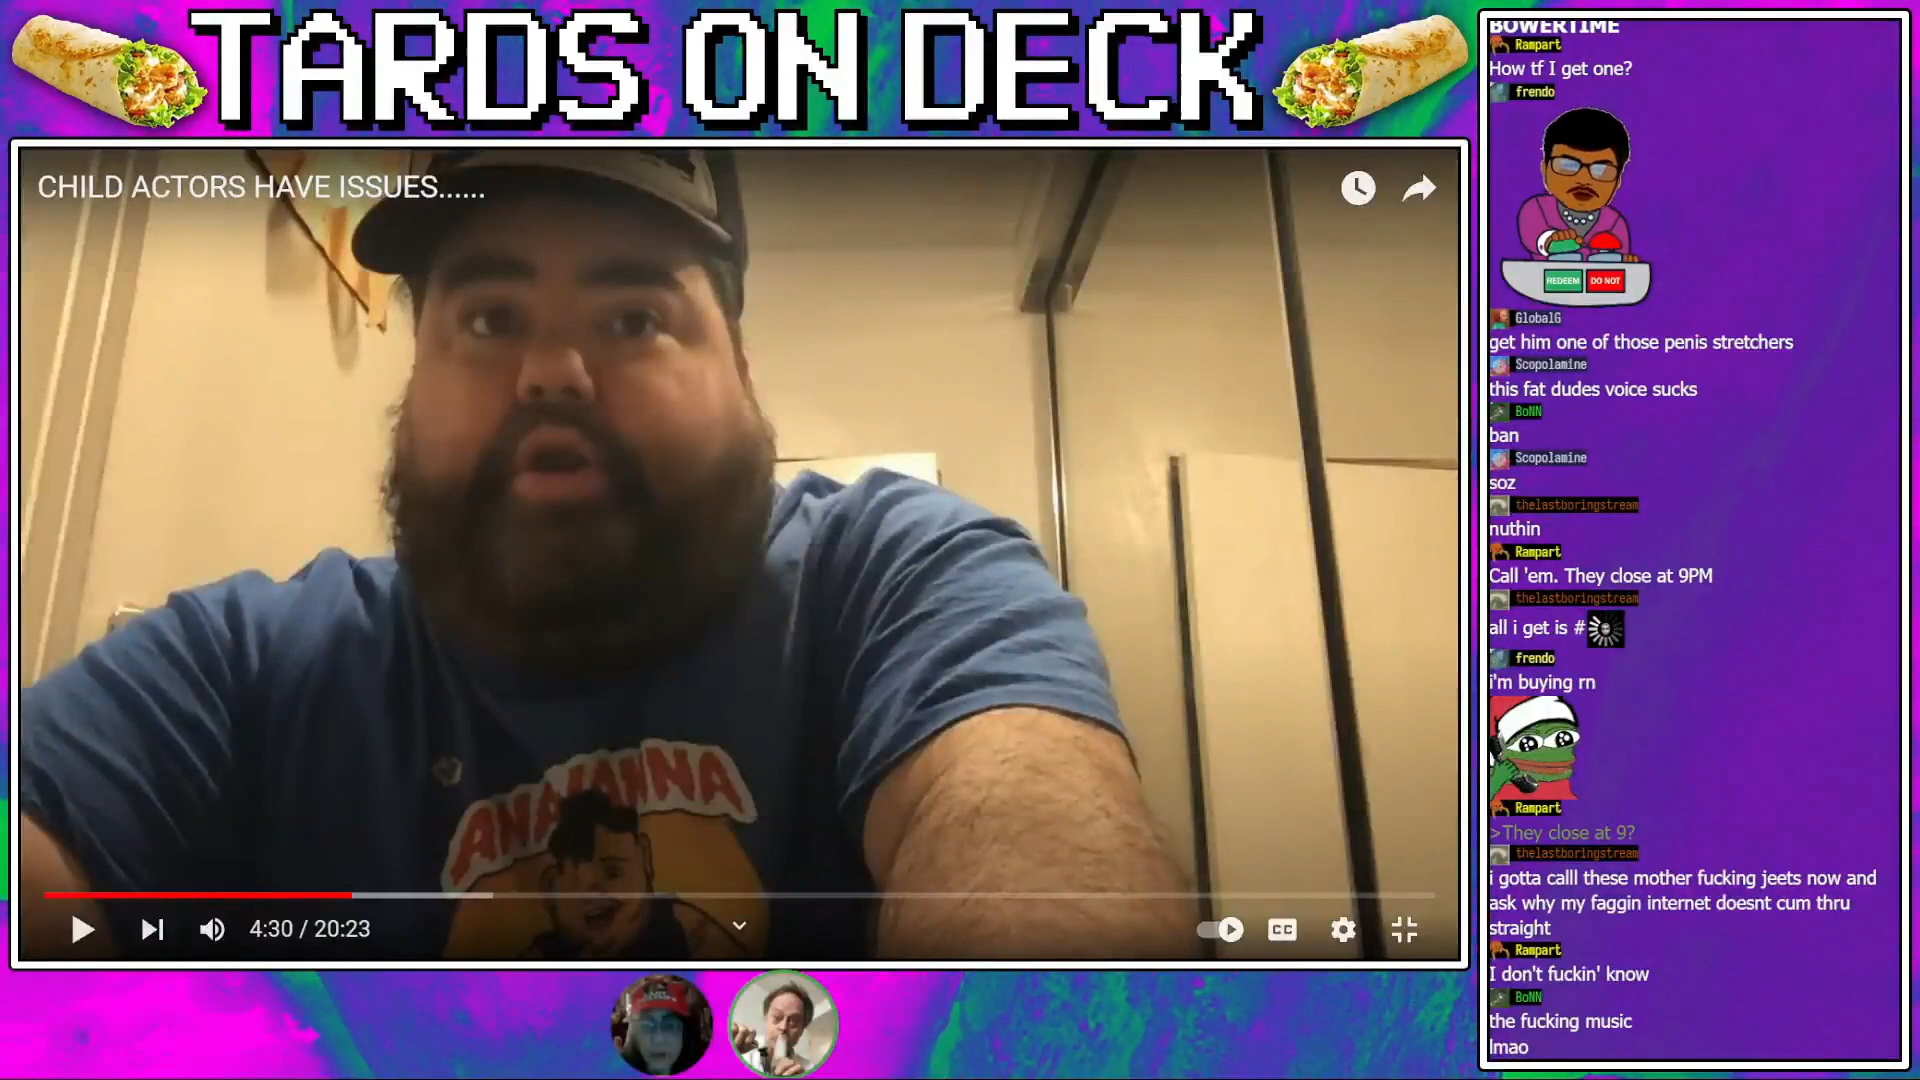 TARDS ON DECK
CHILD ACTORS HAVE ISSUES......
4:30 / 20:23
CC
BOWERTIME
Rampart
How tf I get one?
frendo
REDEEM DO NOT
GlobalG
get him one of those penis stretchers
Scopolamine
this fat dudes voice sucks
BoNN
ban
Scopolamine
soz
thelastboringstream
nuthin
Rampart
Call 'em. They close at 9PM
thelastboringstream
all i get is #
frendo
i'm buying rn
Rampart
>They close at 9?
thelastboringstream
i gotta calll these mother fucking jeets now and
ask why my faggin internet doesnt cum thru
straight
Rampart
I don't fuckin' know
BoNN
the fucking music
lmao